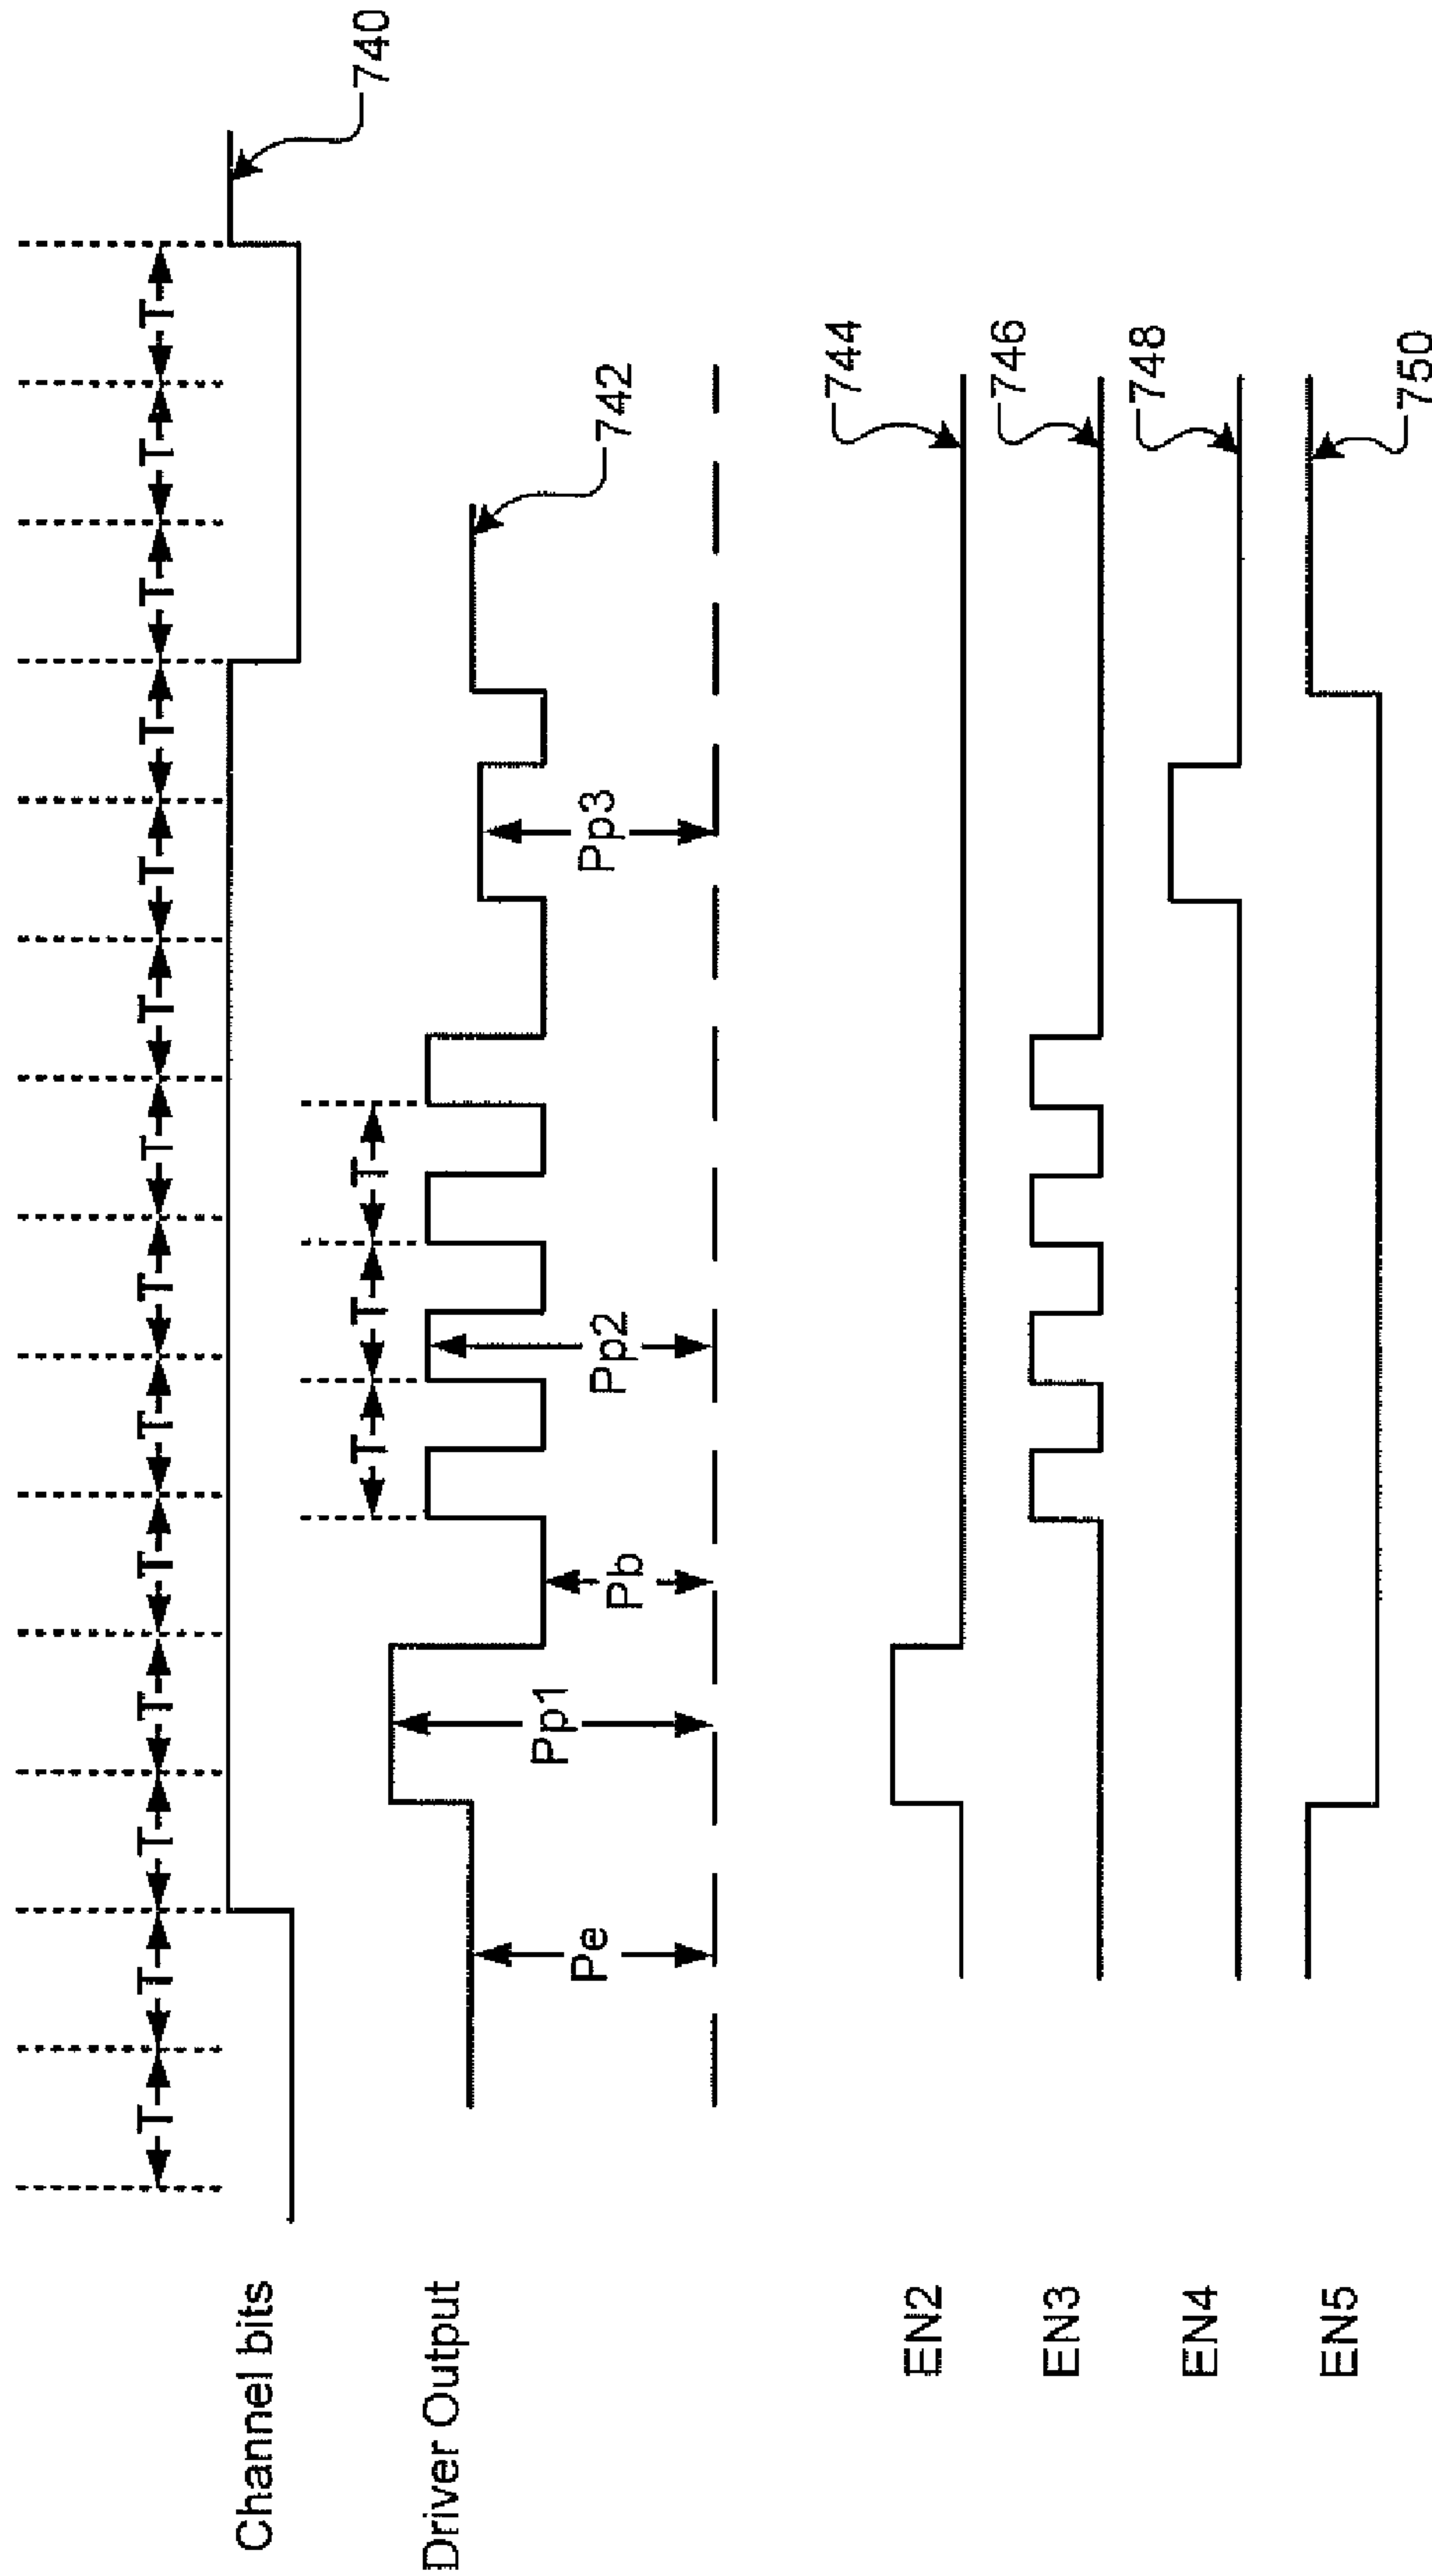 T T T T T T T T T T T T T T
Channel bits
740
T T T
Driver Output
Pe
Pp1
Pb
Pp2
Pp3
742
EN2
744
EN3
746
EN4
748
EN5
750